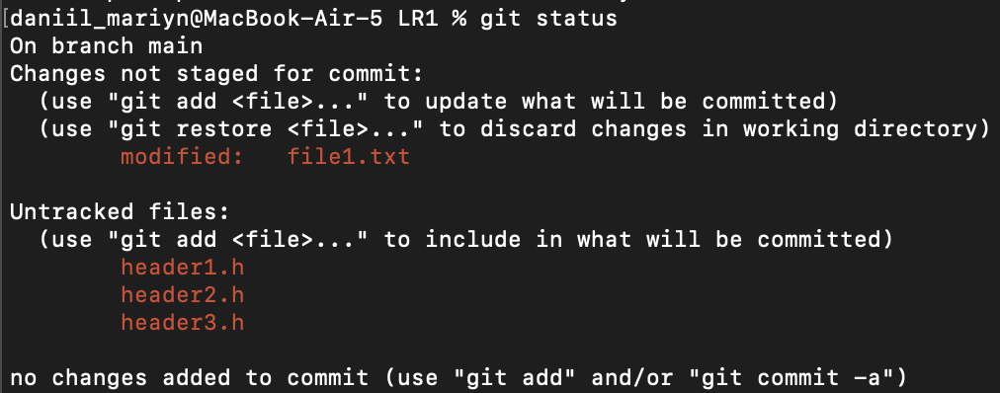 [daniil_mariyn@MacBook-Air-5 LR1 % git status
On branch main
Changes not staged for commit:
  (use "git add <file>..." to update what will be committed)
  (use "git restore <file>..." to discard changes in working directory)
        modified:   file1.txt

Untracked files:
  (use "git add <file>..." to include in what will be committed)
        header1.h
        header2.h
        header3.h

no changes added to commit (use "git add" and/or "git commit -a")